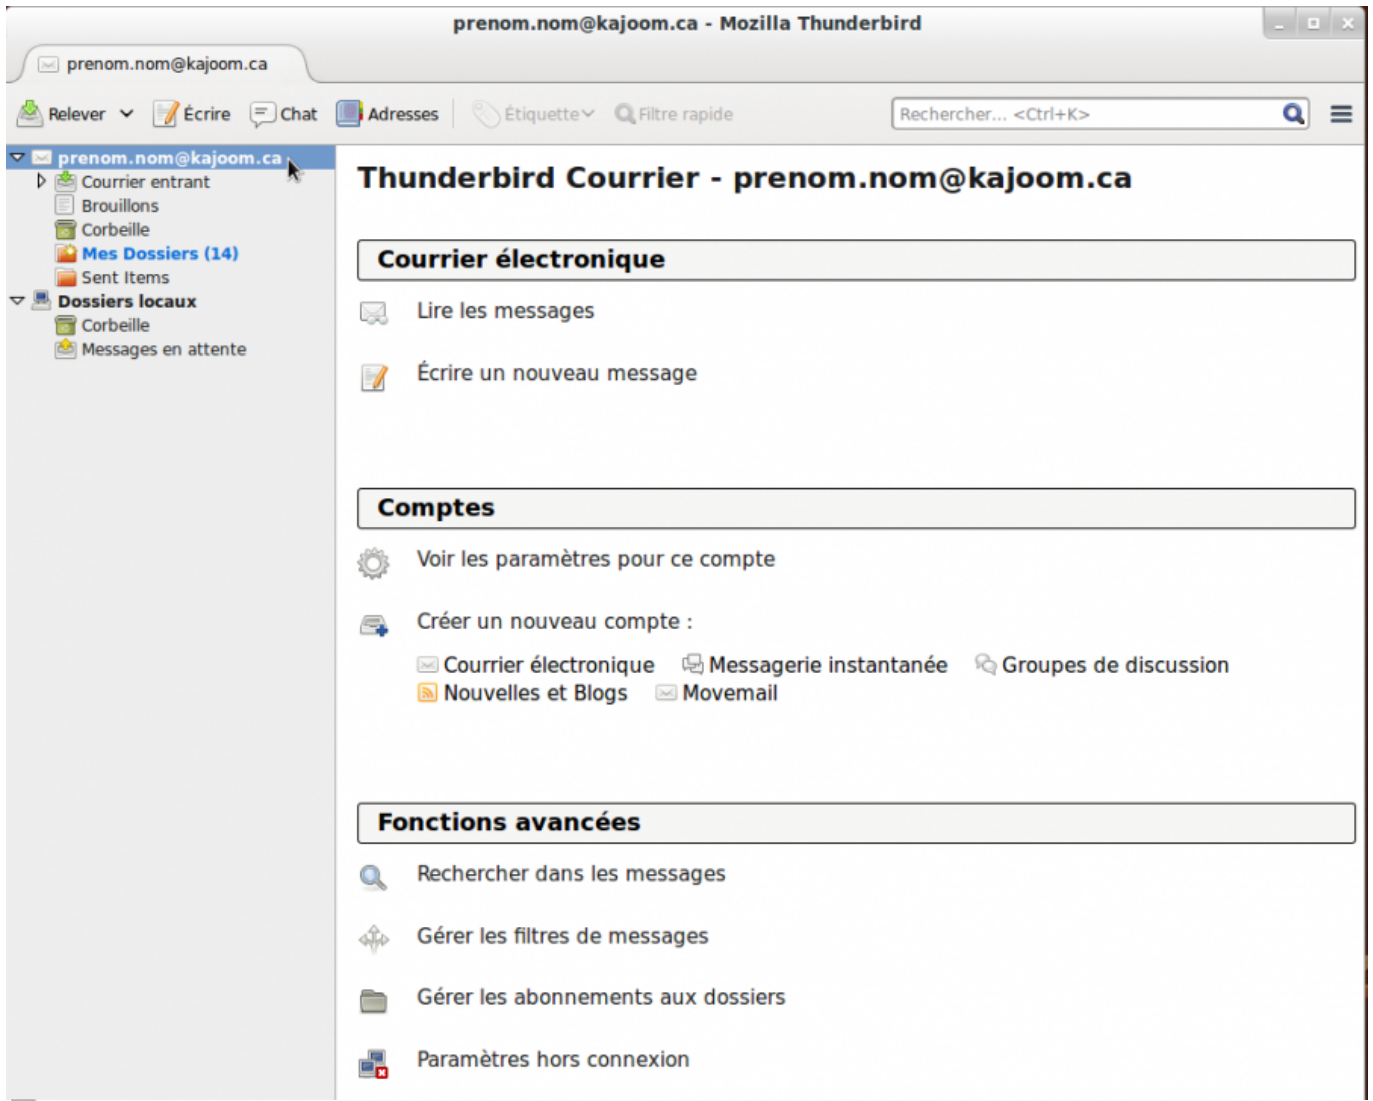 prenom.nom@kajoom.ca - Mozilla Thunderbird
prenom.nom@kajoom.ca
Relever Écrire Chat Adresses Étiquette Filtre rapide Rechercher... <Ctrl+K>
prenom.nom@kajoom.ca
Courrier entrant
Brouillons
Corbeille
Mes Dossiers (14)
Sent Items
Dossiers locaux
Corbeille
Messages en attente
Thunderbird Courrier - prenom.nom@kajoom.ca
Courrier électronique
Lire les messages
Écrire un nouveau message
Comptes
Voir les paramètres pour ce compte
Créer un nouveau compte :
Courrier électronique Messagerie instantanée Groupes de discussion
Nouvelles et Blogs Movemail
Fonctions avancées
Rechercher dans les messages
Gérer les filtres de messages
Gérer les abonnements aux dossiers
Paramètres hors connexion